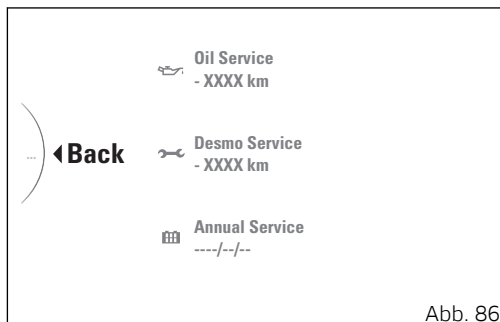 Oil Service
- XXXX km
...
Back
Desmo Service
- XXXX km
Annual Service
----/--/--
Abb. 86